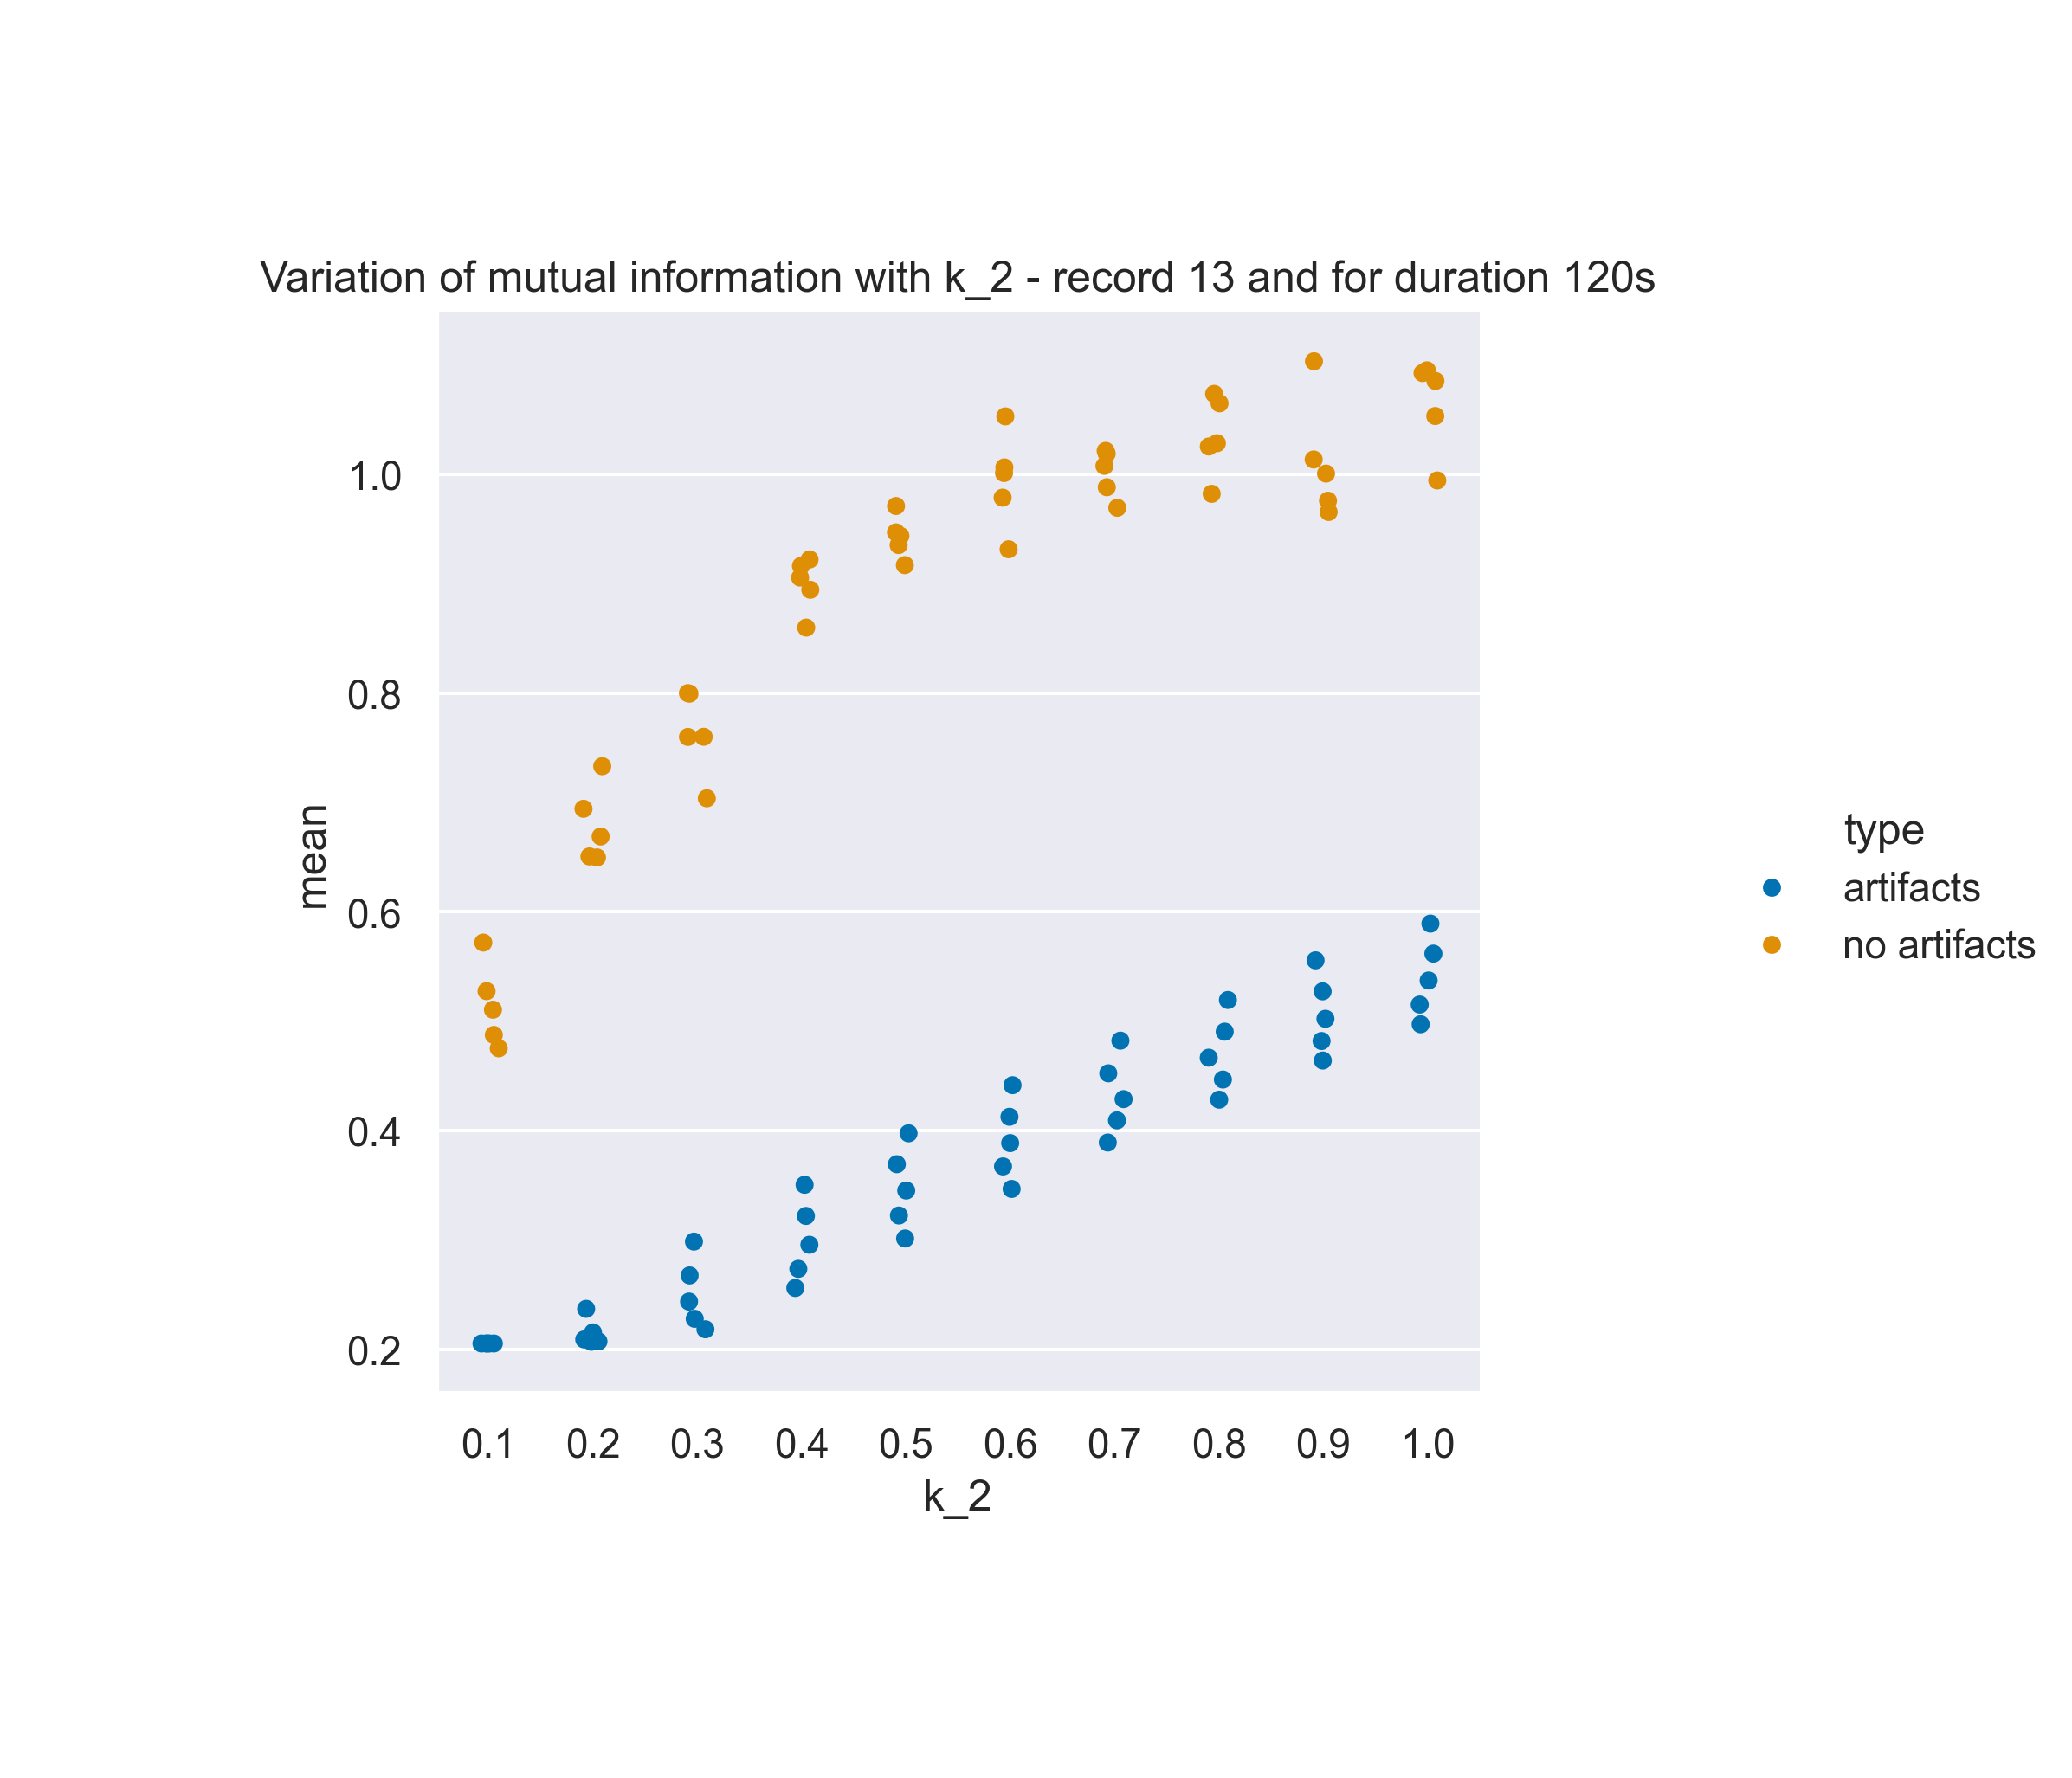 Variation of mutual information with k_2 - record 13 and for duration 120s
1.0
0.8
0.6
0.4
0.2
mean
0.1 0.2 0.3 0.4 0.5 0.6 0.7 0.8 0.9 1.0
k_2
type
artifacts
no artifacts